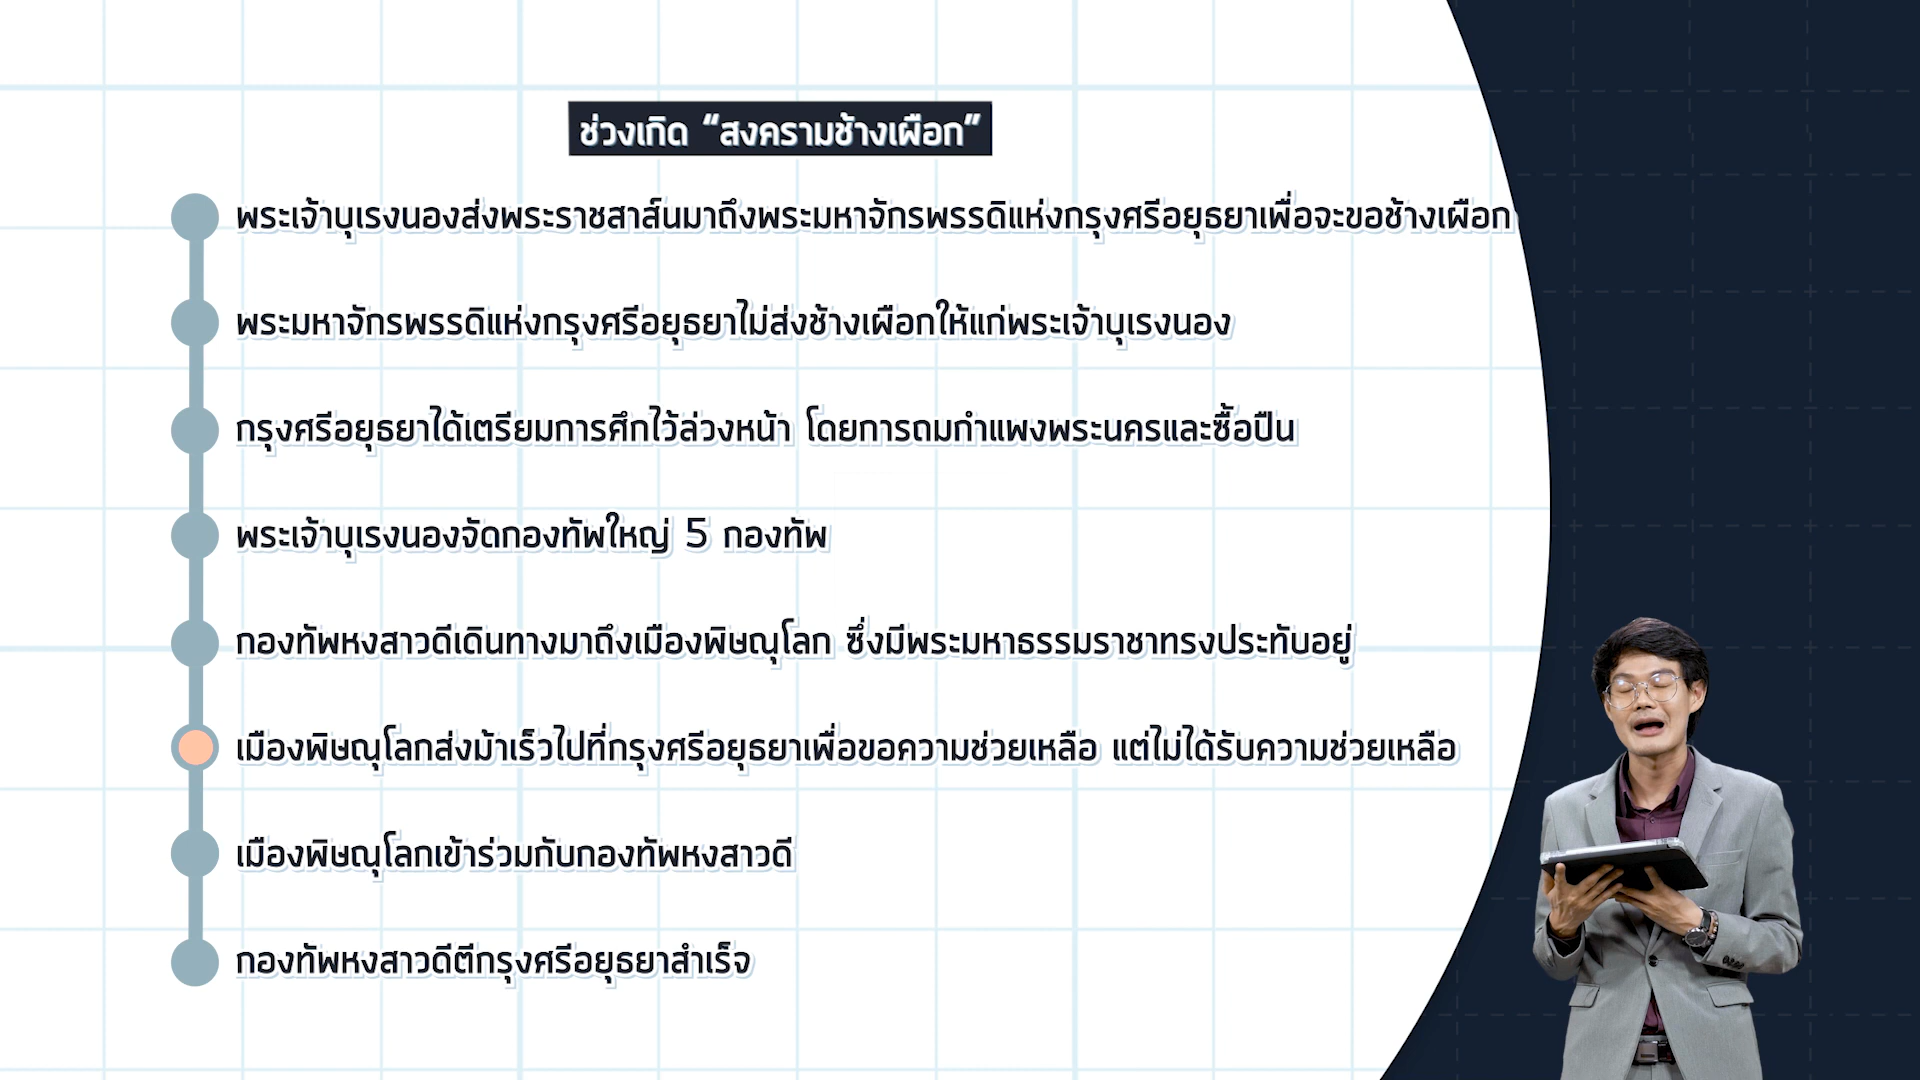 ช่วงเกิด “สงครามช้างเผือก”
พระเจ้าบุเรงนองส่งพระราชสาส์นมาถึงพระมหาจักรพรรดิแห่งกรุงศรีอยุธยาเพื่อจะขอช้างเผือก
พระมหาจักรพรรดิแห่งกรุงศรีอยุธยาไม่ส่งช้างเผือกให้แก่พระเจ้าบุเรงนอง
กรุงศรีอยุธยาได้เตรียมการศึกไว้ล่วงหน้า โดยการถมกำแพงพระนครและซื้อปืน
พระเจ้าบุเรงนองจัดกองทัพใหญ่ 5 กองทัพ
กองทัพหงสาวดีเดินทางมาถึงเมืองพิษณุโลก ซึ่งมีพระมหาธรรมราชาทรงประทับอยู่
เมืองพิษณุโลกส่งม้าเร็วไปที่กรุงศรีอยุธยาเพื่อขอความช่วยเหลือ แต่ไม่ได้รับความช่วยเหลือ
เมืองพิษณุโลกเข้าร่วมกับกองทัพหงสาวดี
กองทัพหงสาวดีตีกรุงศรีอยุธยาสำเร็จ